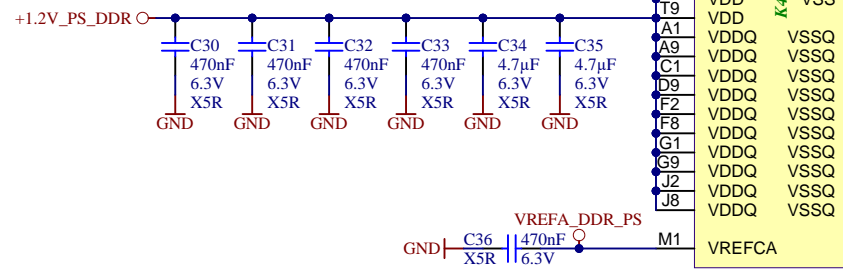 VDD VSS
K4
+1.2V_PS_DDR
T9 VDD
A1 VDDQ VSSQ
A9 VDDQ VSSQ
C1 VDDQ VSSQ
D9 VDDQ VSSQ
F2 VDDQ VSSQ
F8 VDDQ VSSQ
G1 VDDQ VSSQ
G9 VDDQ VSSQ
J2 VDDQ VSSQ
J8 VDDQ VSSQ
C30 C31 C32 C33 C34 C35
470nF 470nF 470nF 470nF 4.7µF 4.7µF
6.3V 6.3V 6.3V 6.3V 6.3V 6.3V
X5R X5R X5R X5R X5R X5R
GND GND GND GND GND GND
VREFA_DDR_PS
GND C36 470nF M1 VREFCA
X5R 6.3V